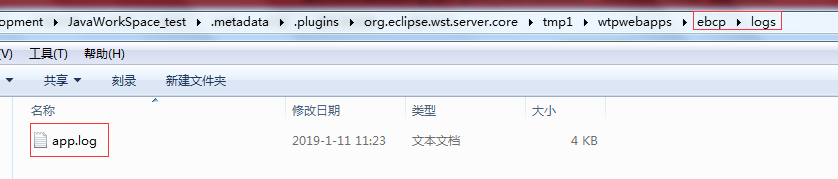 opment JavaWorkSpace_test .metadata .plugins org.eclipse.wst.server.core tmp1 wtpwebapps ebcp logs
(V) 工具(T) 帮助(H)
共享 刻录 新建文件夹
名称 修改日期 类型 大小
app.log 2019-1-11 11:23 文本文档 4 KB